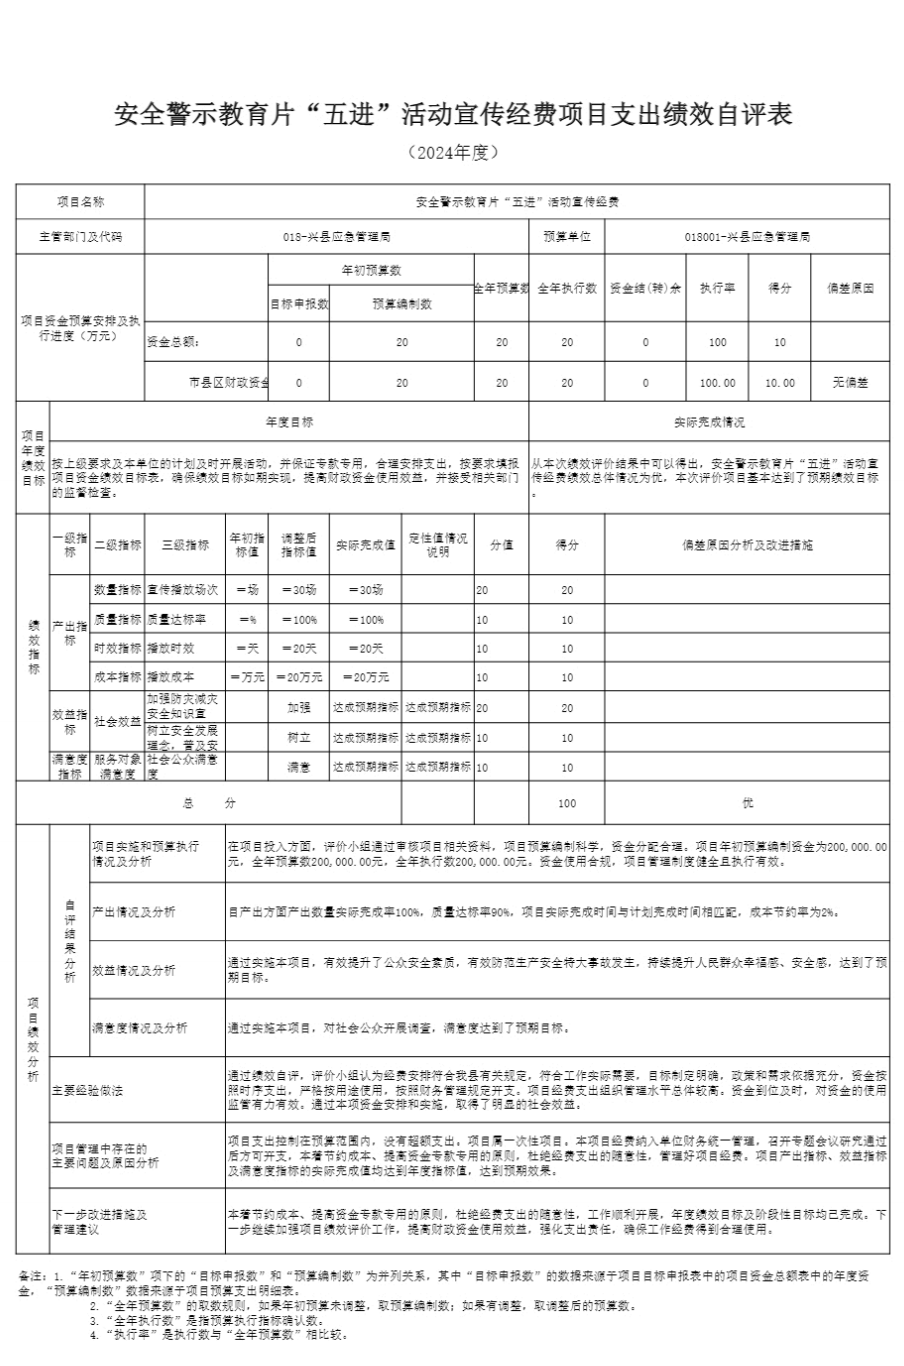 安全警示教育片“五进”活动宣传经费项目支出绩效自评表
（2024年度）
项目名称 安全警示教育片“五进”活动宣传经费
主管部门及代码 018-兴县应急管理局 预算单位 018001-兴县应急管理局
项目资金预算安排及执
行进度（万元）
年初预算数 全年预算数 全年执行数 资金结(转)余 执行率 得分 偏差原因
目标申报数 预算编制数
资金总额： 0 20 20 20 0 100 10
市县区财政资金 0 20 20 20 0 100.00 10.00 无偏差
项目
年度
绩效
目标
年度目标 实际完成情况
按上级要求及本单位的计划及时开展活动，并保证专款专用，合理安排支出，按要求填报
项目资金绩效目标表，确保绩效目标如期实现，提高财政资金使用效益，并接受相关部门
的监督检查。
从本次绩效评价结果中可以得出，安全警示教育片“五进”活动宣
传经费绩效总体情况为优，本次评价项目基本达到了预期绩效目标
。
绩
效
指
标
一级指
标
二级指标 三级指标 年初指
标值
调整后
指标值
实际完成值 定性值情况
说明
分值 得分 偏差原因分析及改进措施
产出指
标
数量指标 宣传播放场次 ＝场 ＝30场 ＝30场 20 20
质量指标 质量达标率 ＝% ＝100% ＝100% 10 10
时效指标 播放时效 ＝天 ＝20天 ＝20天 10 10
成本指标 播放成本 ＝万元 ＝20万元 ＝20万元 10 10
效益指
标
社会效益
加强防灾减灾
安全知识宣
加强 达成预期指标 达成预期指标 20 20
树立安全发展
理念，普及安
树立 达成预期指标 达成预期指标 10 10
满意度
指标
服务对象
满意度
社会公众满意
度
满意 达成预期指标 达成预期指标 10 10
总 分 100 优
项
目
绩
效
分
析
自
评
结
果
分
析
项目实施和预算执行
情况及分析
在项目投入方面，评价小组通过审核项目相关资料，项目预算编制科学，资金分配合理。项目年初预算编制资金为200,000.00
元，全年预算数200,000.00元，全年执行数200,000.00元。资金使用合规，项目管理制度健全且执行有效。
产出情况及分析 目产出方面产出数量实际完成率100%，质量达标率90%，项目实际完成时间与计划完成时间相匹配，成本节约率为2%。
效益情况及分析
通过实施本项目，有效提升了公众安全素质，有效防范生产安全特大事故发生，持续提升人民群众幸福感、安全感，达到了预
期目标。
满意度情况及分析 通过实施本项目，对社会公众开展调查，满意度达到了预期目标。
主要经验做法
通过绩效自评，评价小组认为经费安排符合我县有关规定，符合工作实际需要，目标制定明确，政策和需求依据充分，资金按
照时序支出，严格按用途使用，按照财务管理规定开支。项目经费支出组织管理水平总体较高。资金到位及时，对资金的使用
监管有力有效。通过本项资金安排和实施，取得了明显的社会效益。
项目管理中存在的
主要问题及原因分析
项目支出控制在预算范围内，没有超额支出。项目属一次性项目。本项目经费纳入单位财务统一管理，召开专题会议研究通过
后方可开支，本着节约成本、提高资金专款专用的原则，杜绝经费支出的随意性，管理好项目经费。项目产出指标、效益指标
及满意度指标的实际完成值均达到年度指标值，达到预期效果。
下一步改进措施及
管理建议
本着节约成本、提高资金专款专用的原则，杜绝经费支出的随意性，工作顺利开展，年度绩效目标及阶段性目标均已完成。下
一步继续加强项目绩效评价工作，提高财政资金使用效益，强化支出责任，确保工作经费得到合理使用。
备注：1.“年初预算数”项下的“目标申报数”和“预算编制数”为并列关系，其中“目标申报数”的数据来源于项目目标申报表中的项目资金总额表中的年度资
金，“预算编制数”数据来源于项目预算支出明细表。
2.“全年预算数”的取数规则，如果年初预算未调整，取预算编制数；如果有调整，取调整后的预算数。
3.“全年执行数”是指预算执行指标确认数。
4.“执行率”是执行数与“全年预算数”相比较。